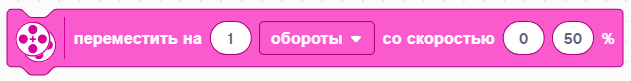 переместить на 1 обороты со скоростью 0 50 %